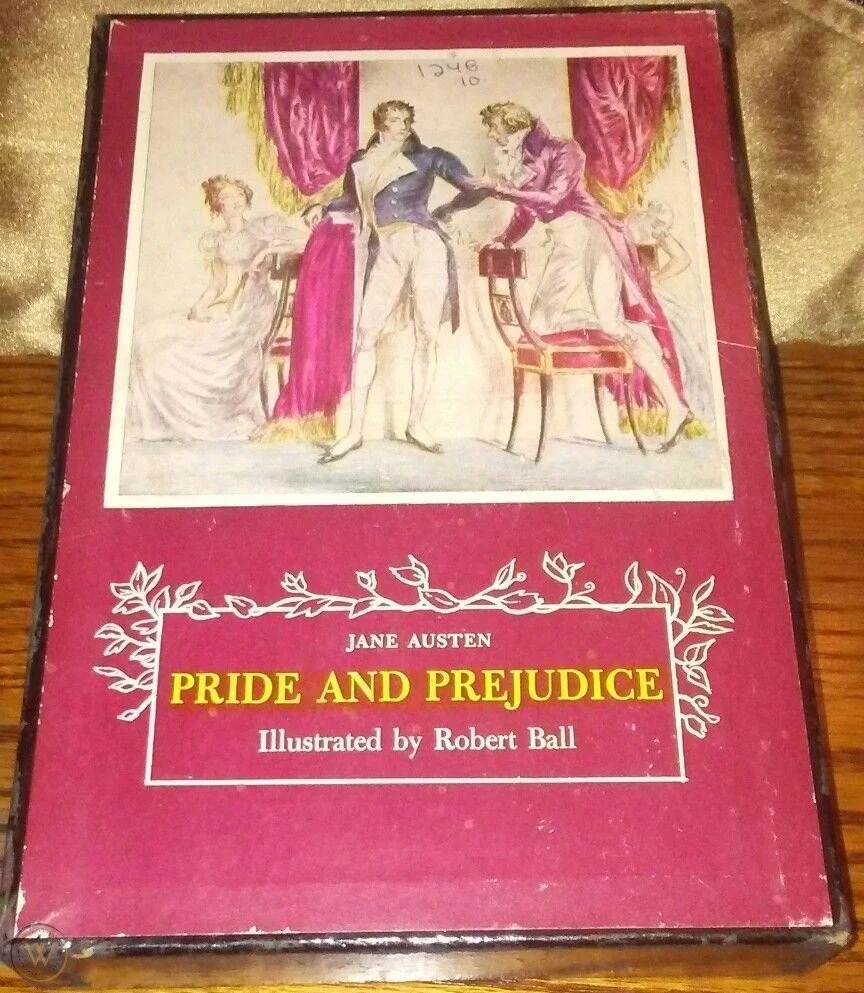 1248
10
JANE AUSTEN
PRIDE AND PREJUDICE
Illustrated by Robert Ball
W